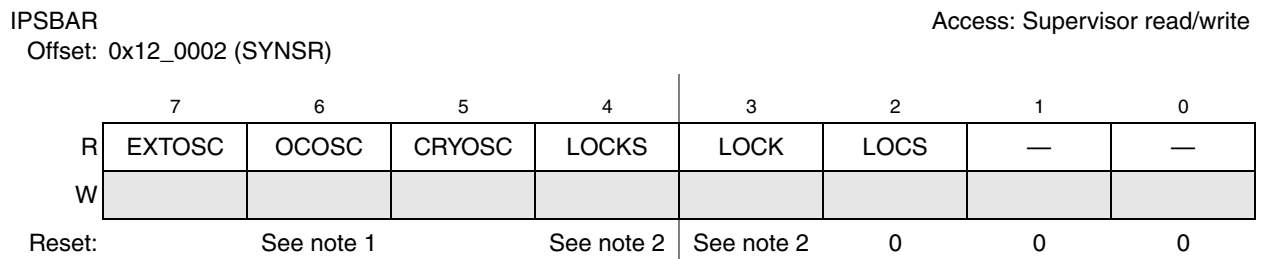 IPSBAR Access: Supervisor read/write
Offset: 0x12_0002 (SYNSR)
7 6 5 4 3 2 1 0
R EXTOSC OCOSC CRYOSC LOCKS LOCK LOCS — —
W
Reset: See note 1 See note 2 See note 2 0 0 0